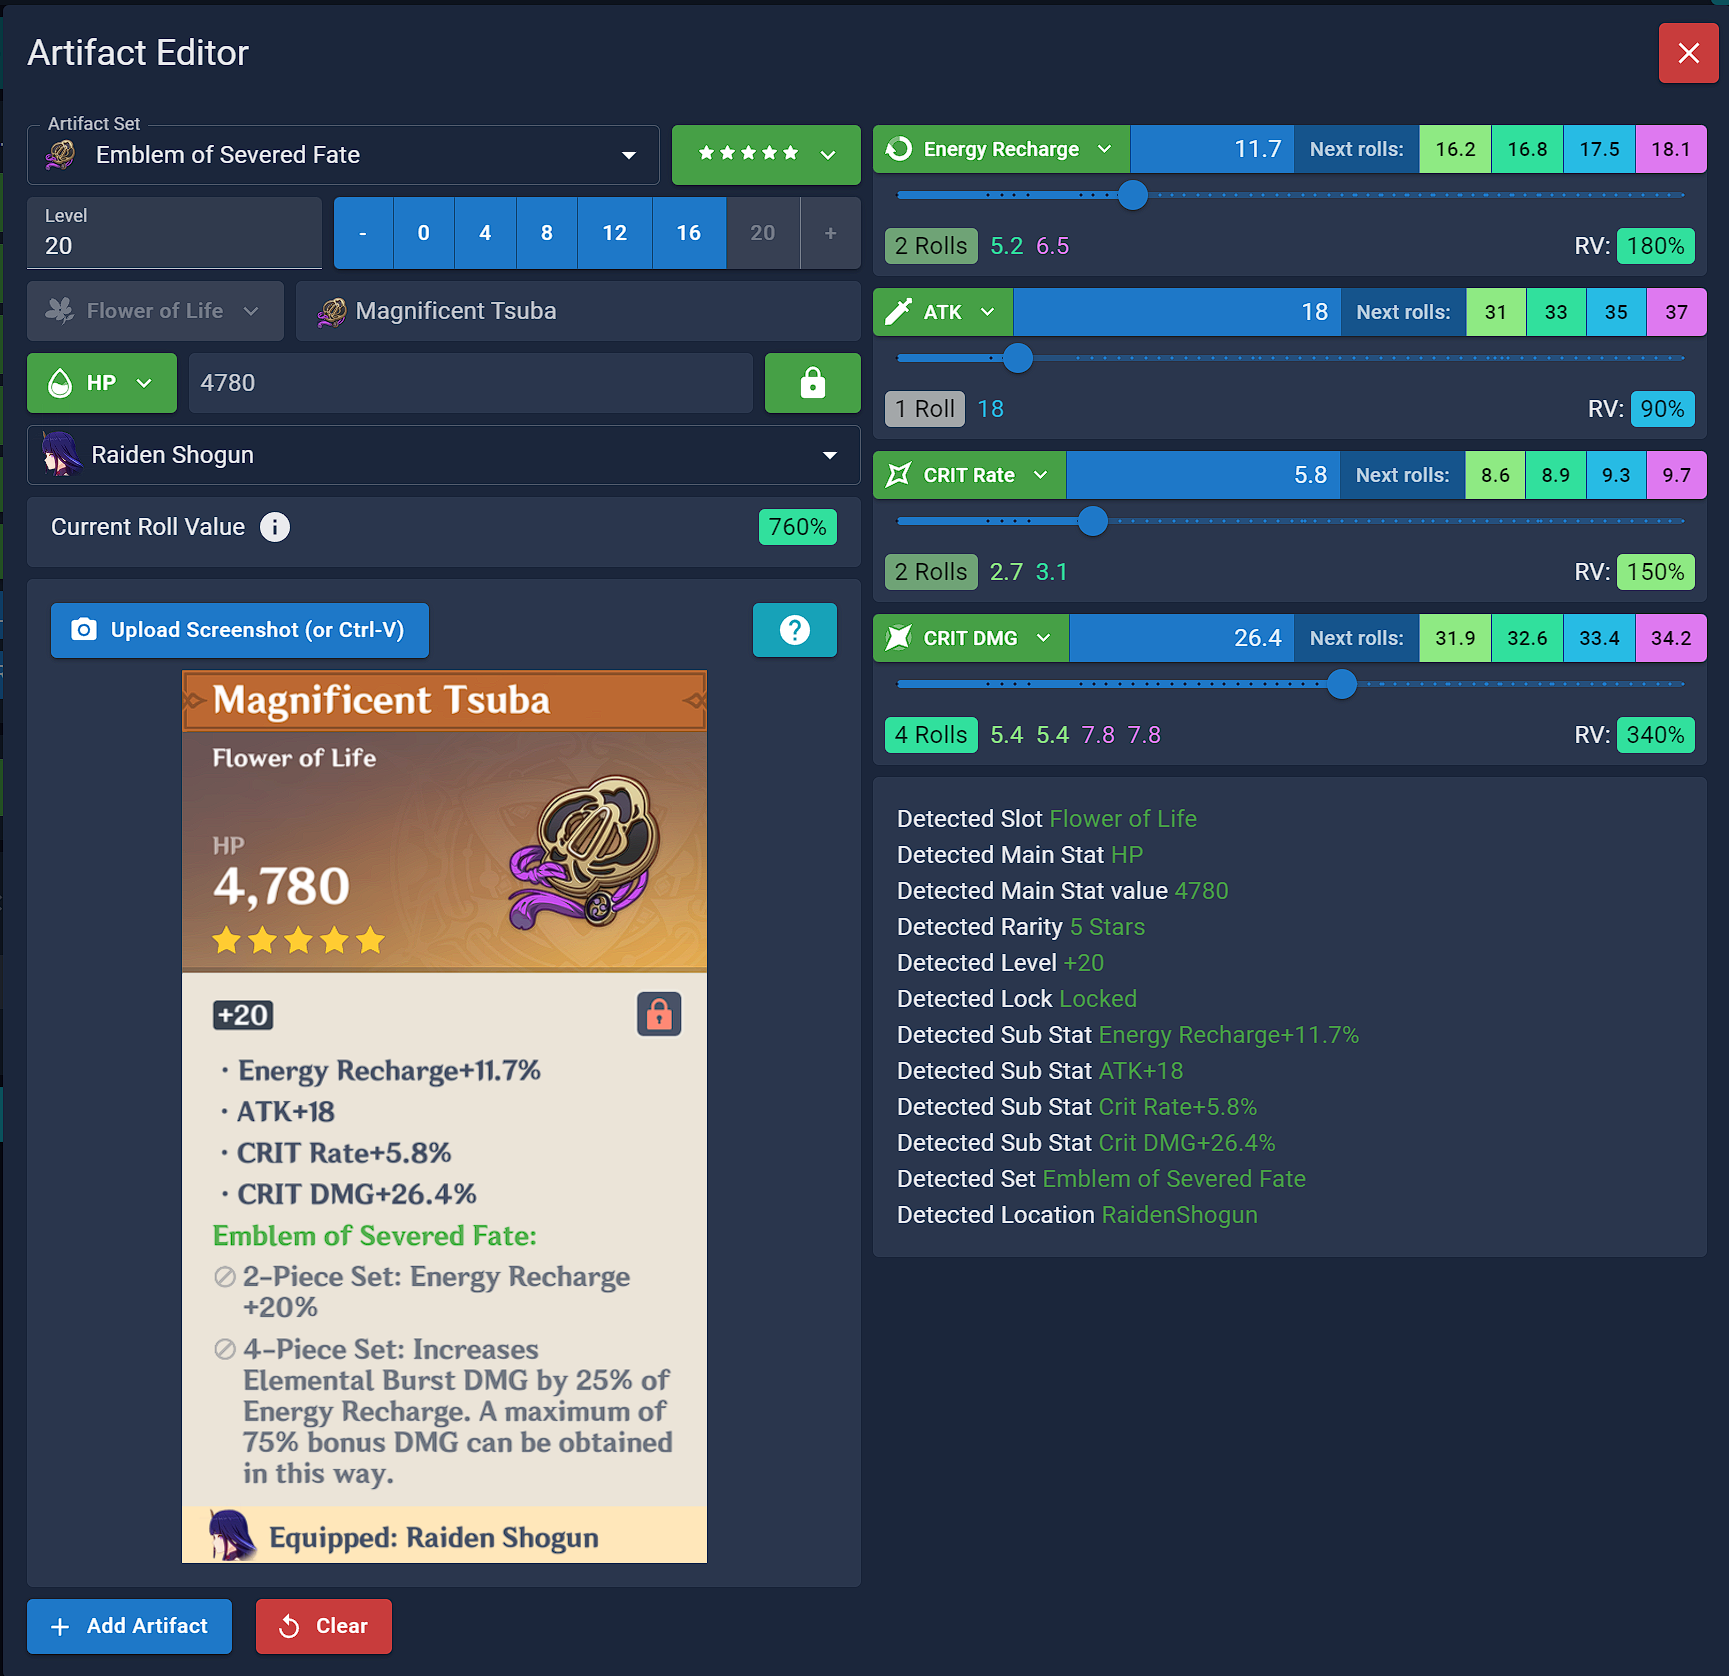 Artifact Editor
Artifact Set
Emblem of Severed Fate
Level
20
- 0 4 8 12 16 20 +
Flower of Life
Magnificent Tsuba
HP
4780
Raiden Shogun
Current Roll Value i 760%
Upload Screenshot (or Ctrl-V) ?
Magnificent Tsuba
Flower of Life
HP
4,780
+20
· Energy Recharge+11.7%
· ATK+18
· CRIT Rate+5.8%
· CRIT DMG+26.4%
Emblem of Severed Fate:
2-Piece Set: Energy Recharge
+20%
4-Piece Set: Increases
Elemental Burst DMG by 25% of
Energy Recharge. A maximum of
75% bonus DMG can be obtained
in this way.
Equipped: Raiden Shogun
+ Add Artifact
Clear
Energy Recharge 11.7 Next rolls: 16.2 16.8 17.5 18.1
2 Rolls 5.2 6.5 RV: 180%
ATK 18 Next rolls: 31 33 35 37
1 Roll 18 RV: 90%
CRIT Rate 5.8 Next rolls: 8.6 8.9 9.3 9.7
2 Rolls 2.7 3.1 RV: 150%
CRIT DMG 26.4 Next rolls: 31.9 32.6 33.4 34.2
4 Rolls 5.4 5.4 7.8 7.8 RV: 340%
Detected Slot Flower of Life
Detected Main Stat HP
Detected Main Stat value 4780
Detected Rarity 5 Stars
Detected Level +20
Detected Lock Locked
Detected Sub Stat Energy Recharge+11.7%
Detected Sub Stat ATK+18
Detected Sub Stat Crit Rate+5.8%
Detected Sub Stat Crit DMG+26.4%
Detected Set Emblem of Severed Fate
Detected Location RaidenShogun